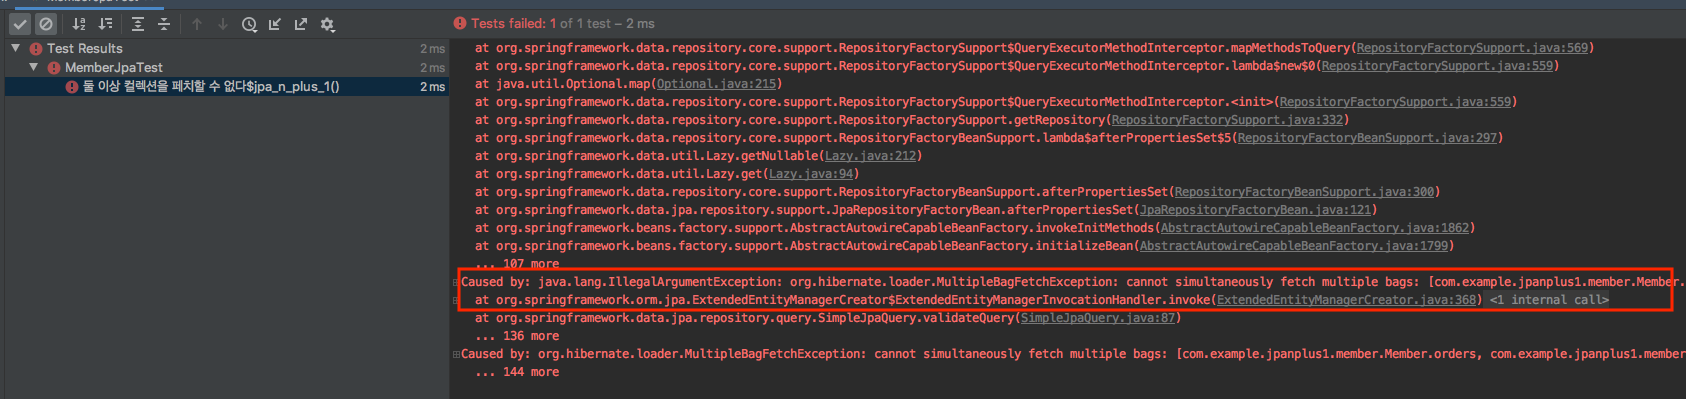 Tests failed: 1 of 1 test – 2 ms
Test Results 2 ms
MemberJpaTest 2 ms
둘 이상 컬렉션을 페치할 수 없다$jpa_n_plus_1() 2 ms
at org.springframework.data.repository.core.support.RepositoryFactorySupport$QueryExecutorMethodInterceptor.mapMethodsToQuery(RepositoryFactorySupport.java:569)
at org.springframework.data.repository.core.support.RepositoryFactorySupport$QueryExecutorMethodInterceptor.lambda$new$0(RepositoryFactorySupport.java:559)
at java.util.Optional.map(Optional.java:215)
at org.springframework.data.repository.core.support.RepositoryFactorySupport$QueryExecutorMethodInterceptor.<init>(RepositoryFactorySupport.java:559)
at org.springframework.data.repository.core.support.RepositoryFactorySupport.getRepository(RepositoryFactorySupport.java:332)
at org.springframework.data.repository.core.support.RepositoryFactoryBeanSupport.lambda$afterPropertiesSet$5(RepositoryFactoryBeanSupport.java:297)
at org.springframework.data.util.Lazy.getNullable(Lazy.java:212)
at org.springframework.data.util.Lazy.get(Lazy.java:94)
at org.springframework.data.repository.core.support.RepositoryFactoryBeanSupport.afterPropertiesSet(RepositoryFactoryBeanSupport.java:300)
at org.springframework.data.jpa.repository.support.JpaRepositoryFactoryBean.afterPropertiesSet(JpaRepositoryFactoryBean.java:121)
at org.springframework.beans.factory.support.AbstractAutowireCapableBeanFactory.invokeInitMethods(AbstractAutowireCapableBeanFactory.java:1862)
at org.springframework.beans.factory.support.AbstractAutowireCapableBeanFactory.initializeBean(AbstractAutowireCapableBeanFactory.java:1799)
... 107 more
Caused by: java.lang.IllegalArgumentException: org.hibernate.loader.MultipleBagFetchException: cannot simultaneously fetch multiple bags: [com.example.jpanplus1.member.Member.
at org.springframework.orm.jpa.ExtendedEntityManagerCreator$ExtendedEntityManagerInvocationHandler.invoke(ExtendedEntityManagerCreator.java:368) <1 internal call>
at org.springframework.data.jpa.repository.query.SimpleJpaQuery.validateQuery(SimpleJpaQuery.java:87)
... 136 more
Caused by: org.hibernate.loader.MultipleBagFetchException: cannot simultaneously fetch multiple bags: [com.example.jpanplus1.member.Member.orders, com.example.jpanplus1.member
... 144 more